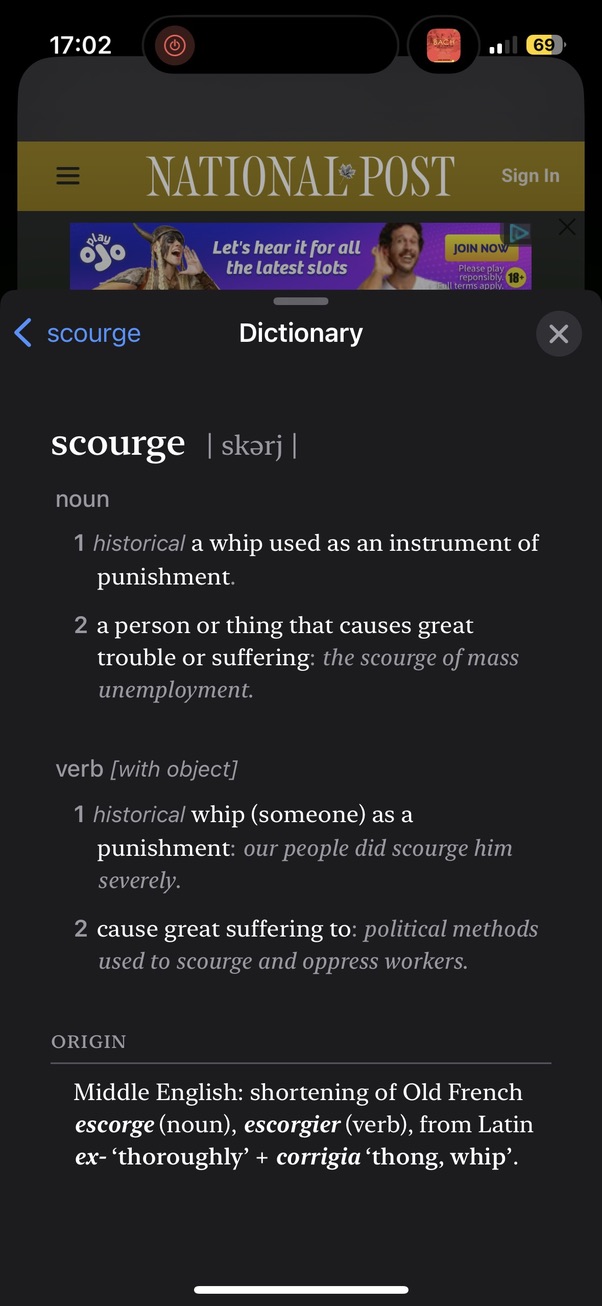 17:02
69
NATIONAL POST
Sign In
play
OJO
Let's hear it for all
the latest slots
JOIN NOW
Please play
reponsibly.
Full terms apply.
18+
scourge
Dictionary
scourge | skərj |
noun
1 historical a whip used as an instrument of
punishment.
2 a person or thing that causes great
trouble or suffering: the scourge of mass
unemployment.
verb [with object]
1 historical whip (someone) as a
punishment: our people did scourge him
severely.
2 cause great suffering to: political methods
used to scourge and oppress workers.
ORIGIN
Middle English: shortening of Old French
escorge (noun), escorgier (verb), from Latin
ex- ‘thoroughly’ + corrigia ‘thong, whip’.